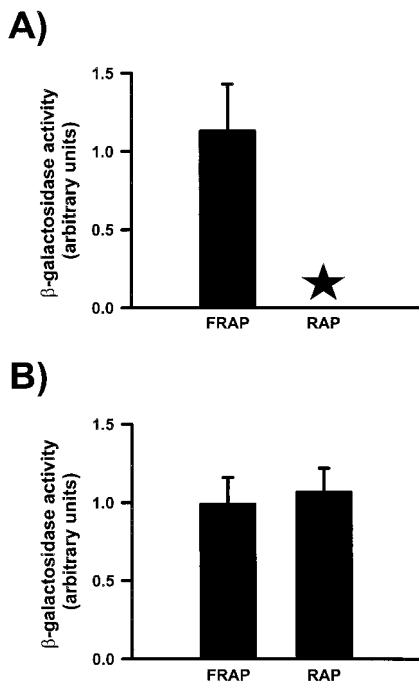 A)
β-galactosidase activity
(arbitrary units)
1.5
1.0
0.5
0.0
FRAP RAP
B)
β-galactosidase activity
(arbitrary units)
1.5
1.0
0.5
0.0
FRAP RAP